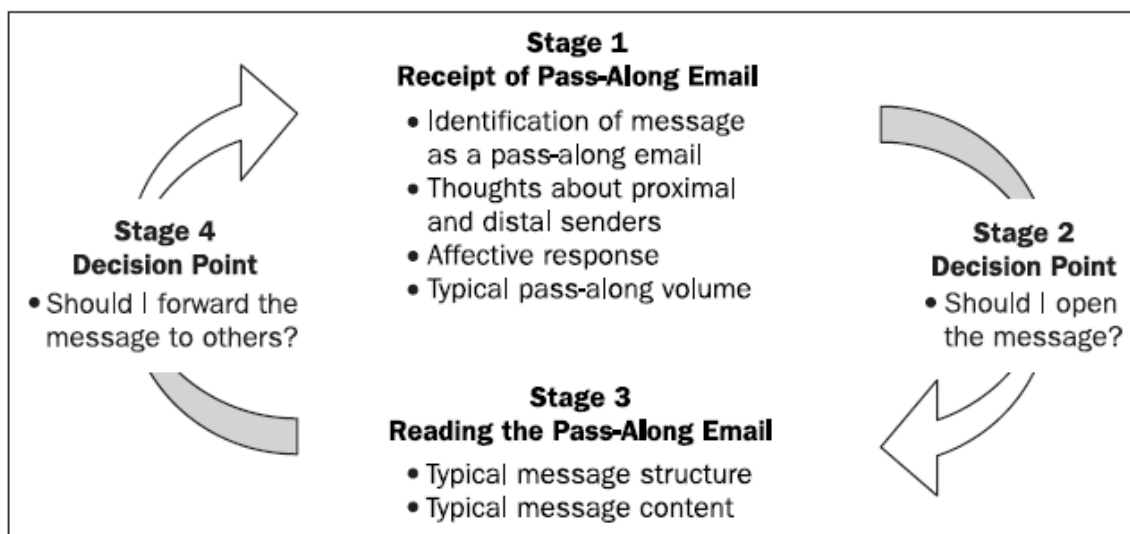 Stage 1
Receipt of Pass-Along Email
• Identification of message
as a pass-along email
• Thoughts about proximal
and distal senders
• Affective response
• Typical pass-along volume
Stage 2
Decision Point
• Should I open
the message?
Stage 3
Reading the Pass-Along Email
• Typical message structure
• Typical message content
Stage 4
Decision Point
• Should I forward the
message to others?